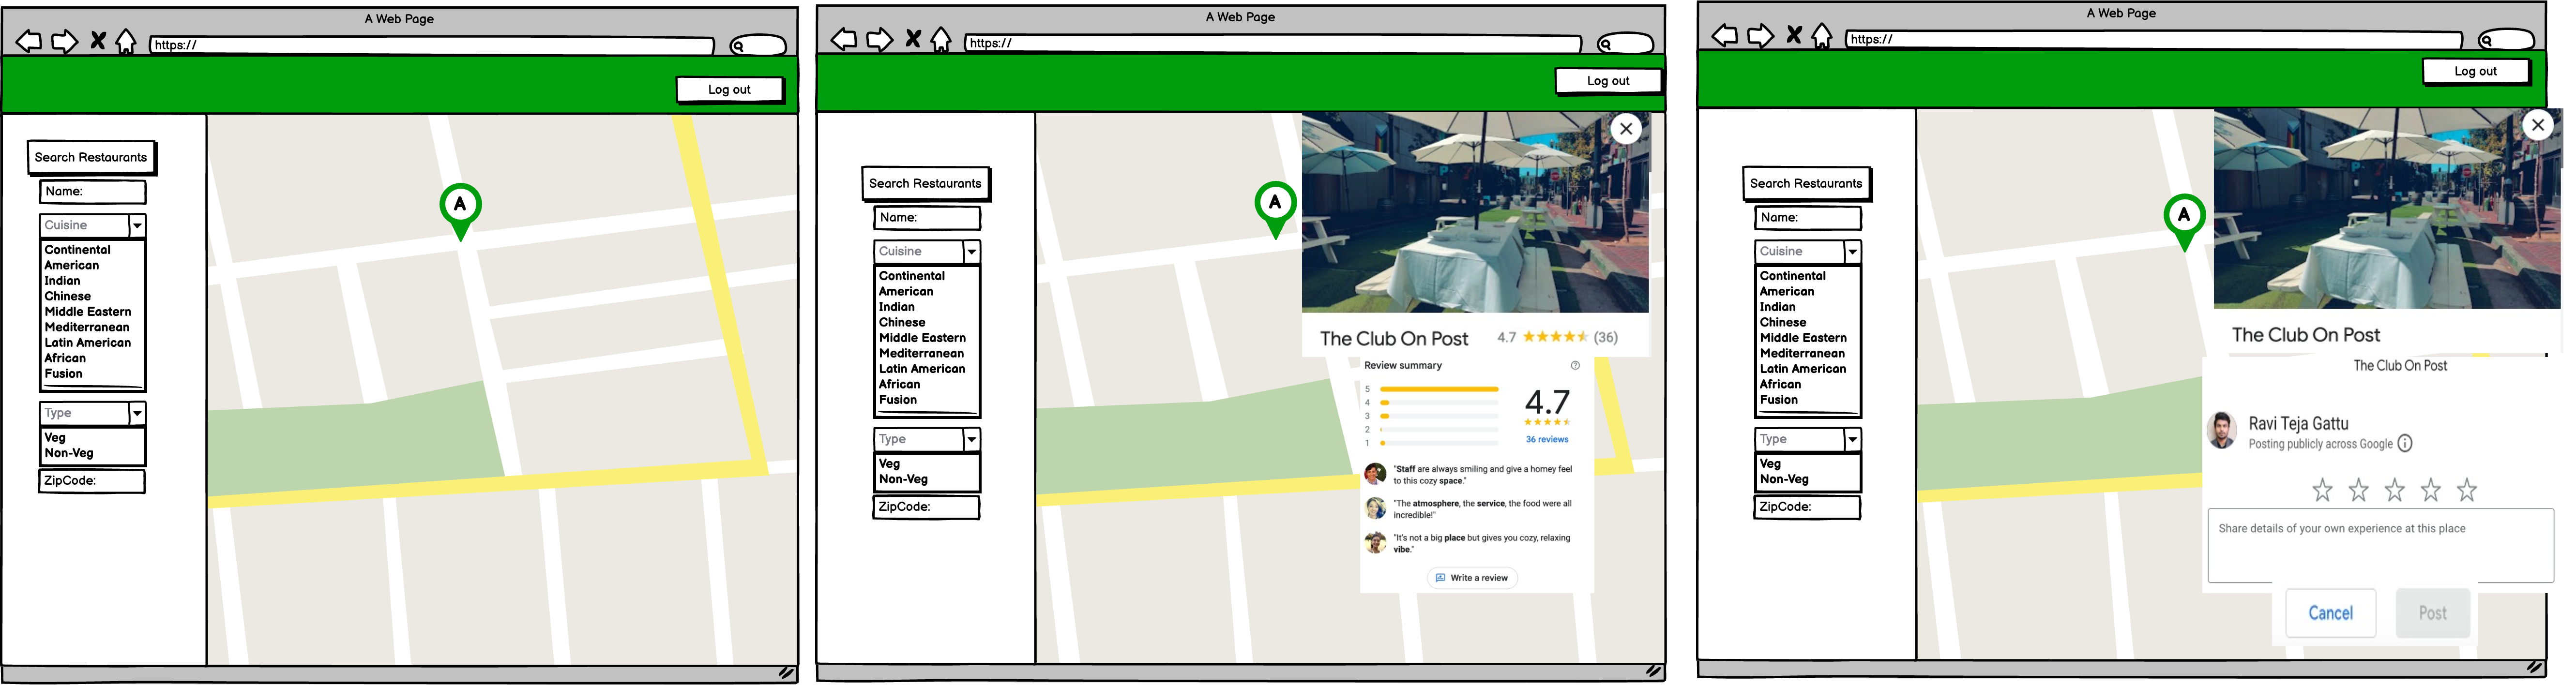 A Web Page
https://
Log out
Search Restaurants
Name:
Cuisine
Continental
American
Indian
Chinese
Middle Eastern
Mediterranean
Latin American
African
Fusion
Type
Veg
Non-Veg
ZipCode:
A
A Web Page
https://
Log out
Search Restaurants
Name:
Cuisine
Continental
American
Indian
Chinese
Middle Eastern
Mediterranean
Latin American
African
Fusion
Type
Veg
Non-Veg
ZipCode:
A
The Club On Post 4.7 (36)
Review summary
5
4
3
2
1
4.7
36 reviews
"Staff are always smiling and give a homey feel
to this cozy space."
"The atmosphere, the service, the food were all
incredible!"
"It's not a big place but gives you cozy, relaxing
vibe."
Write a review
A Web Page
https://
Log out
Search Restaurants
Name:
Cuisine
Continental
American
Indian
Chinese
Middle Eastern
Mediterranean
Latin American
African
Fusion
Type
Veg
Non-Veg
ZipCode:
A
The Club On Post
The Club On Post
Ravi Teja Gattu
Posting publicly across Google
Share details of your own experience at this place
Cancel
Post